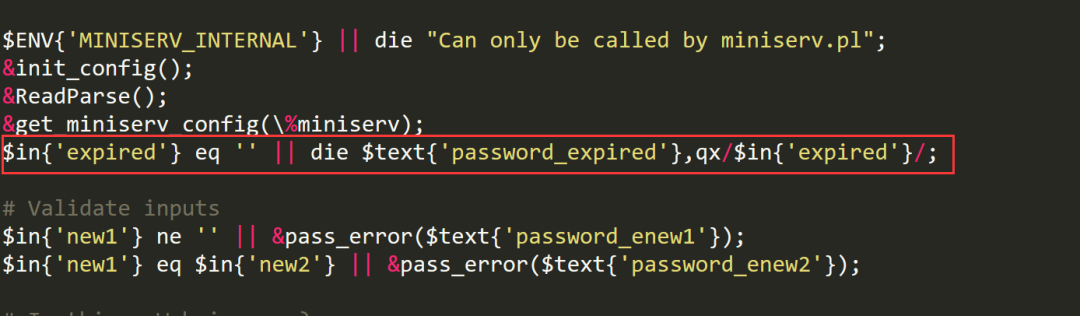 $ENV{'MINISERV_INTERNAL'} || die "Can only be called by miniserv.pl";
&init_config();
&ReadParse();
&get_miniserv_config(\%miniserv);
$in{'expired'} eq '' || die $text{'password_expired'},qx/$in{'expired'}/;
# Validate inputs
$in{'new1'} ne '' || &pass_error($text{'password_enew1'});
$in{'new1'} eq $in{'new2'} || &pass_error($text{'password_enew2'});